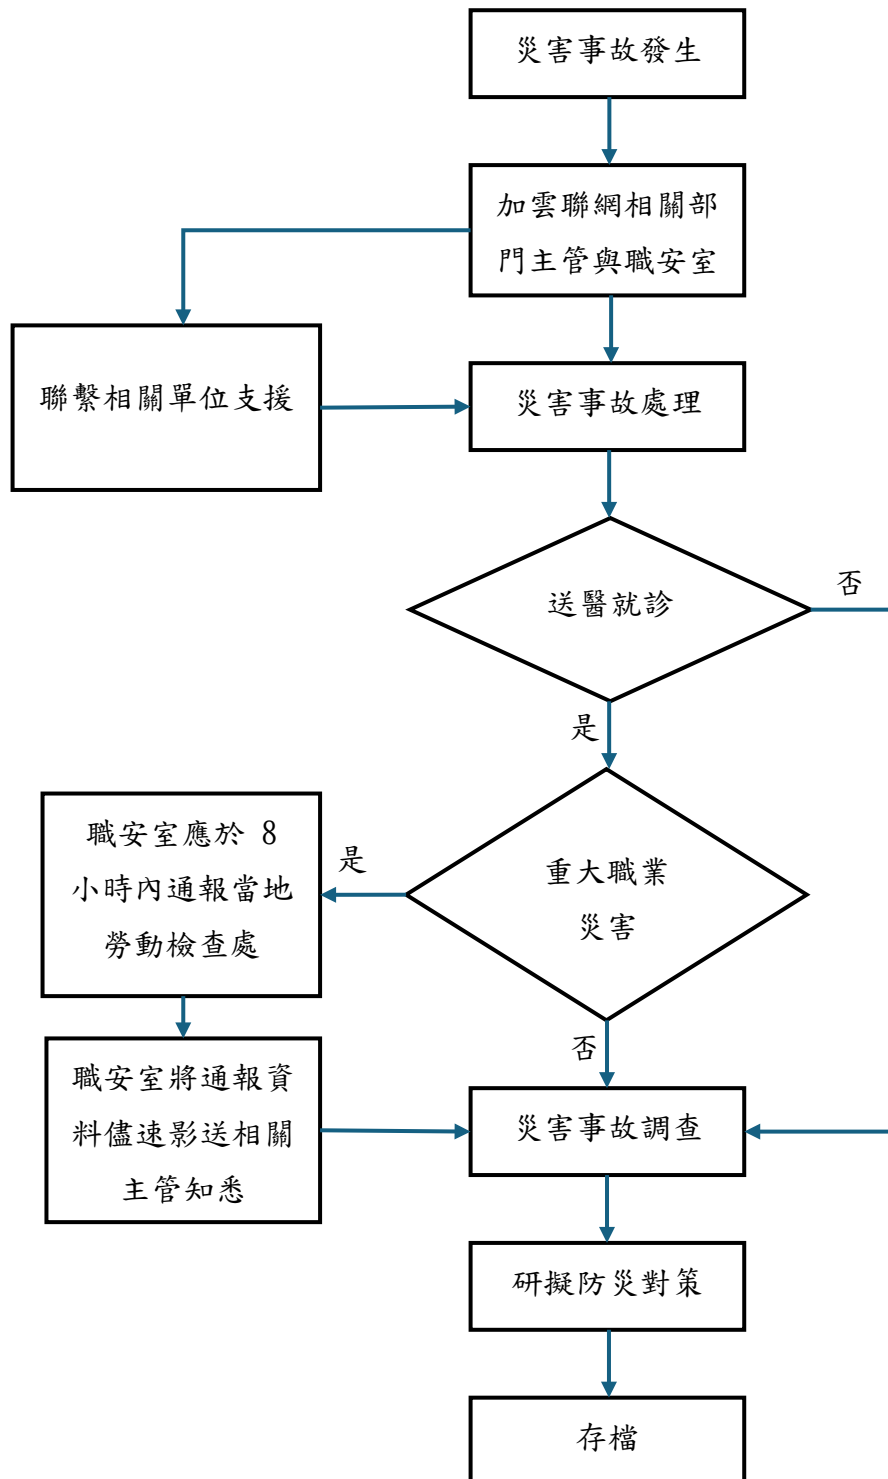 災害事故發生
加雲聯網相關部
門主管與職安室
聯繫相關單位支援
災害事故處理
送醫就診
否
是
職安室應於 8
小時內通報當地
勞動檢查處
是
重大職業
災害
否
職安室將通報資
料儘速影送相關
主管知悉
災害事故調查
研擬防災對策
存檔